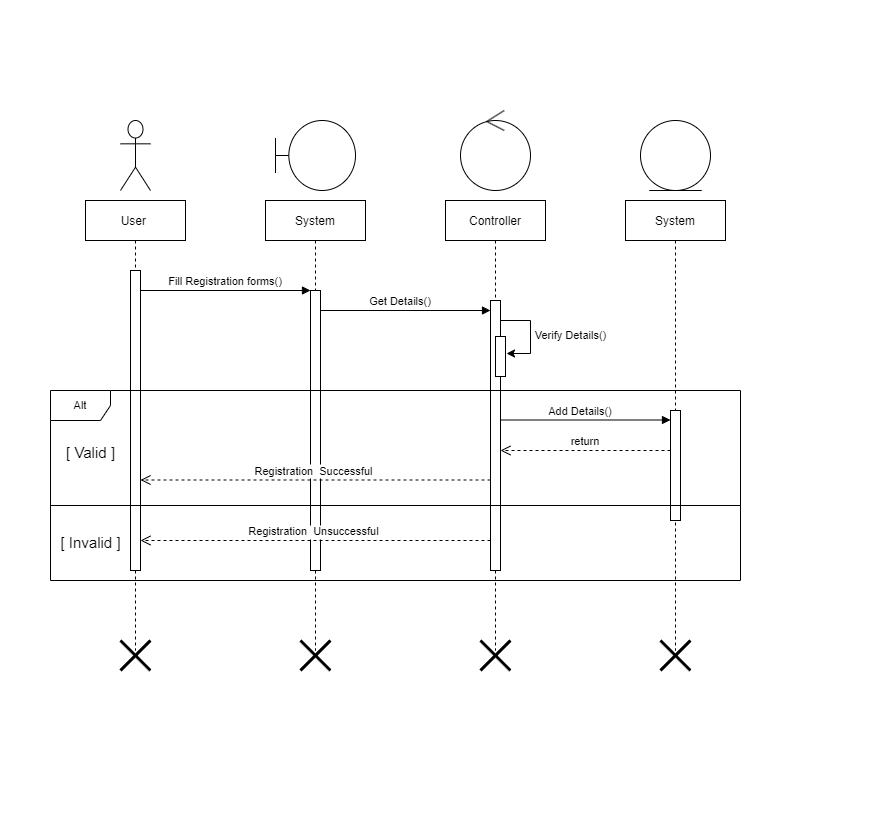 User
System
Controller
System
Fill Registration forms()
Get Details()
Verify Details()
Alt
Add Details()
[ Valid ]
return
Registration Successful
[ Invalid ]
Registration Unsuccessful